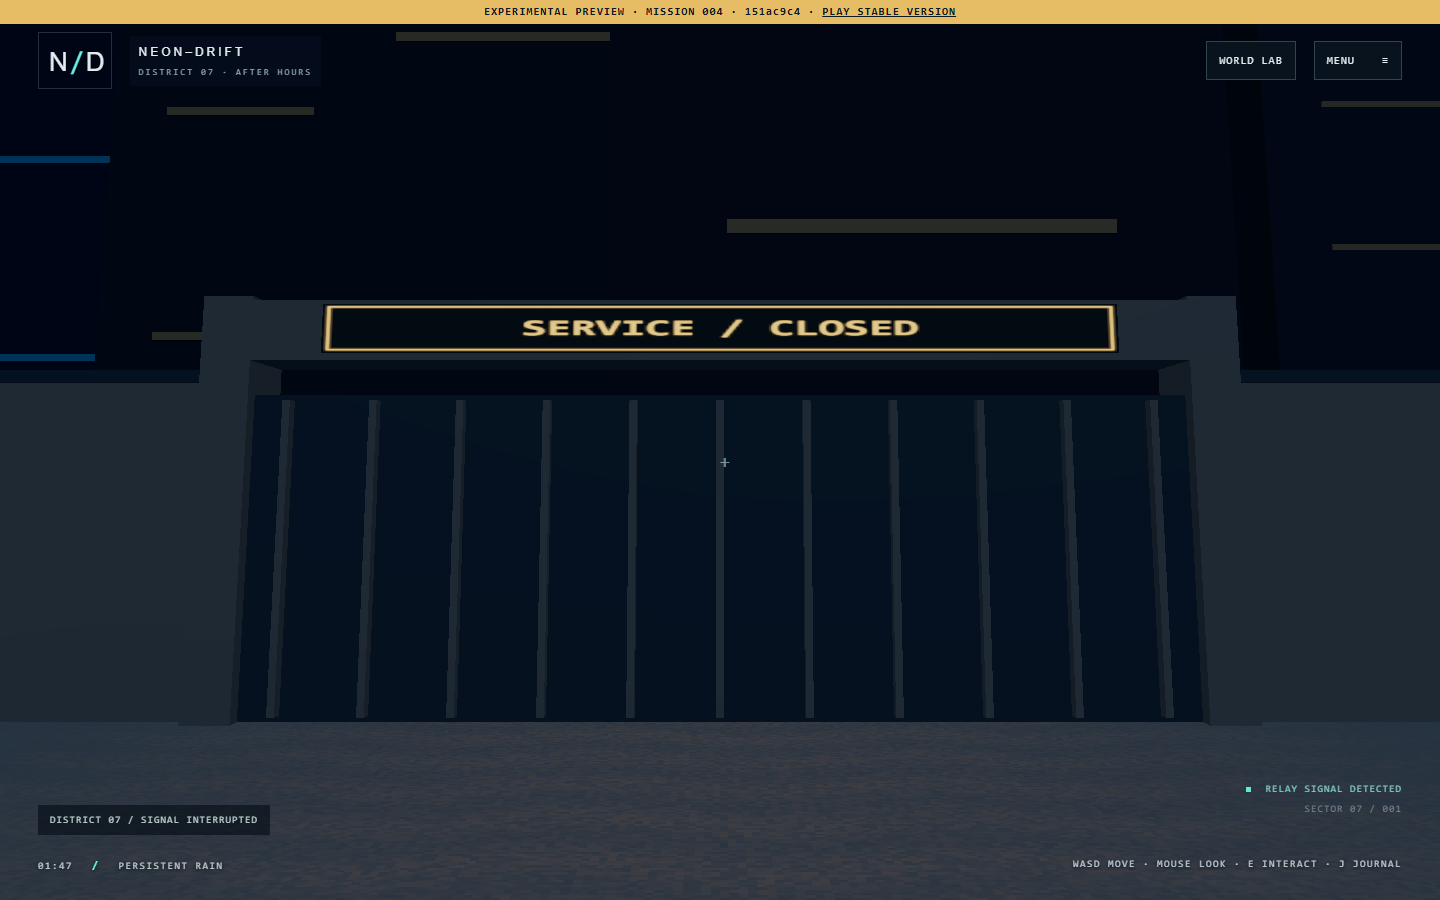 EXPERIMENTAL PREVIEW · MISSION 004 · 151ac9c4 · PLAY STABLE VERSION
N/D
NEON—DRIFT
DISTRICT 07 · AFTER HOURS
WORLD LAB
MENU ≡
SERVICE / CLOSED
RELAY SIGNAL DETECTED
SECTOR 07 / 001
DISTRICT 07 / SIGNAL INTERRUPTED
01:47 / PERSISTENT RAIN
WASD MOVE · MOUSE LOOK · E INTERACT · J JOURNAL